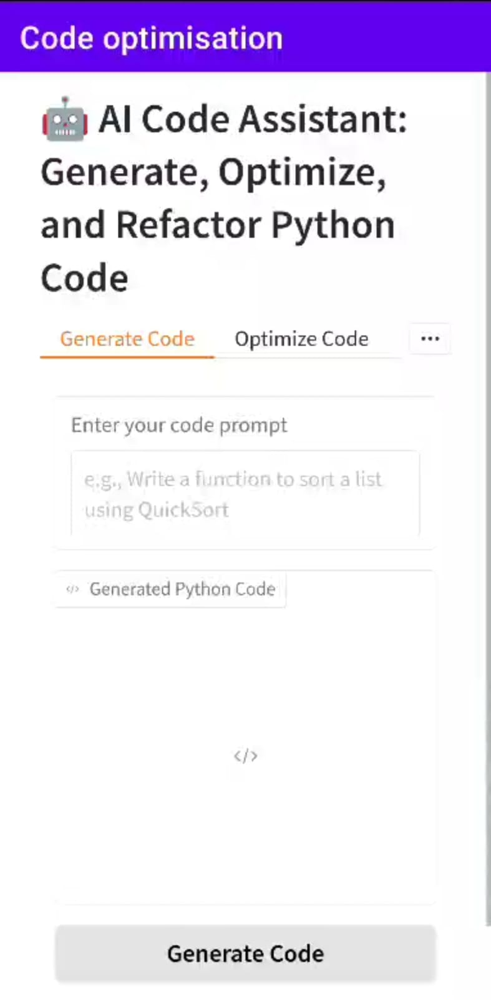 Code optimisation
🤖 AI Code Assistant:
Generate, Optimize,
and Refactor Python
Code
Generate Code
Optimize Code
...
Enter your code prompt
e.g., Write a function to sort a list
using QuickSort
</> Generated Python Code
</>
Generate Code